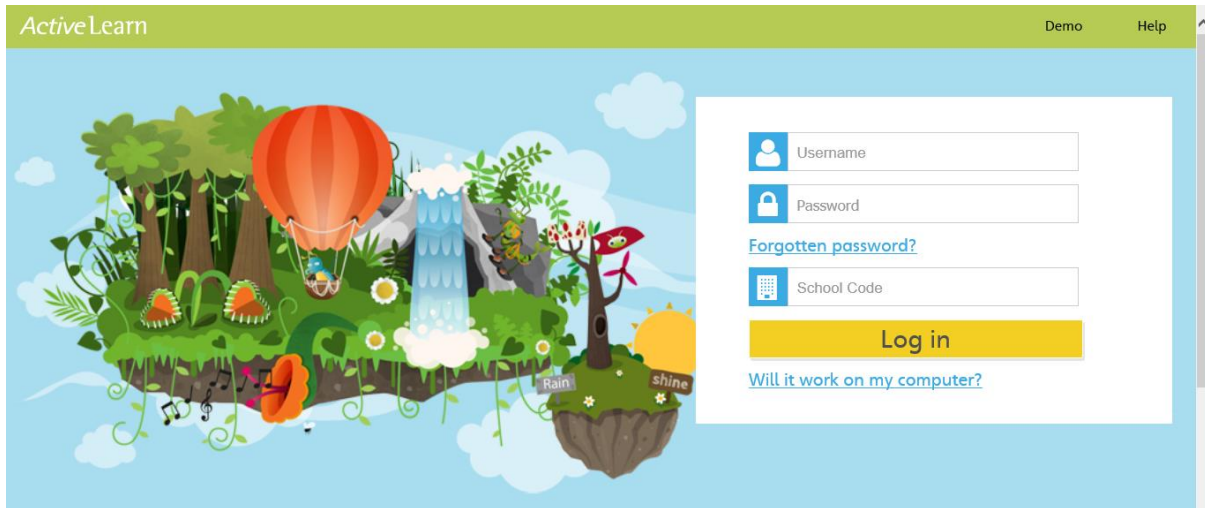 ActiveLearn
Demo
Help
Username
Password
Forgotten password?
School Code
Log in
Will it work on my computer?
Rain
shine